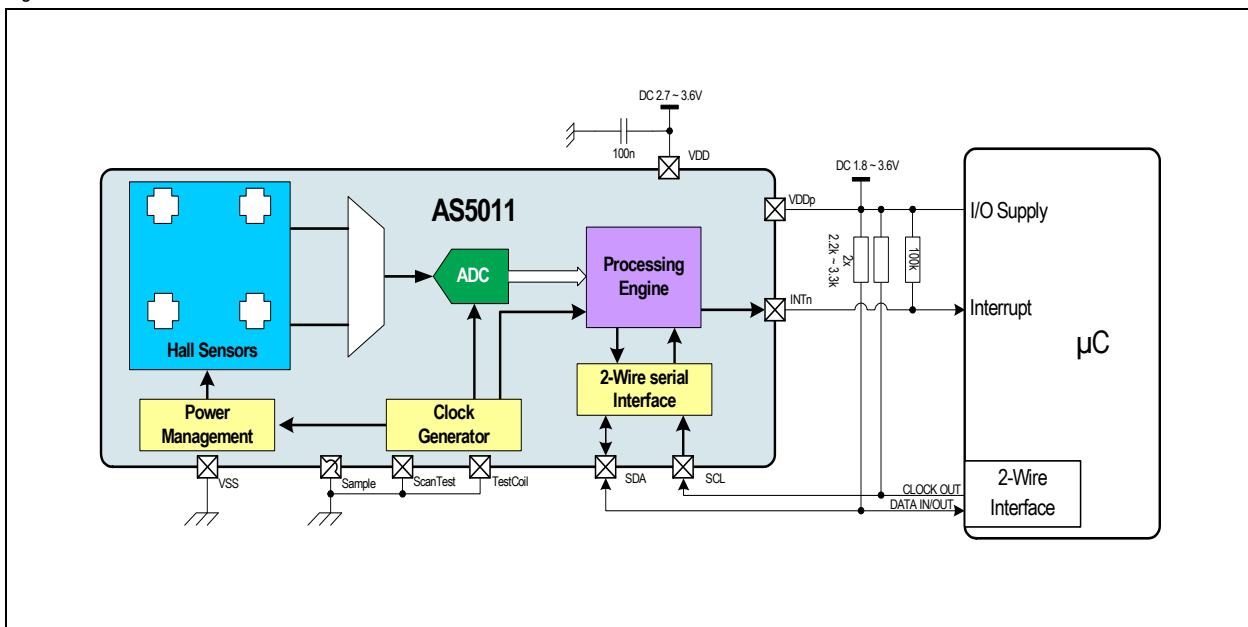 DC 2.7 ~ 3.6V
100n
VDD
AS5011
Hall Sensors
ADC
Processing
Engine
2-Wire serial
Interface
Power
Management
Clock
Generator
VSS
Sample
ScanTest
TestCoil
SDA
SCL
VDDp
INTn
DC 1.8 ~ 3.6V
2x
2.2k ~ 3.3k
100k
I/O Supply
Interrupt
µC
CLOCK OUT
DATA IN/OUT
2-Wire
Interface